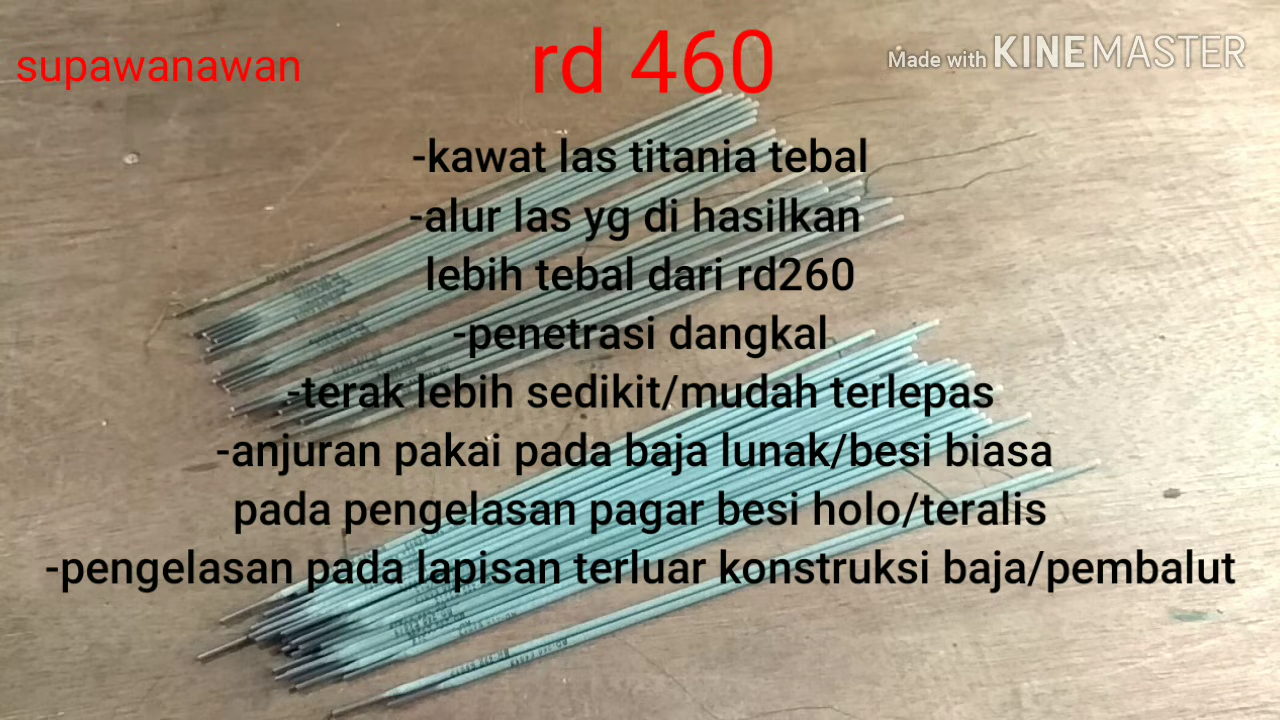 supawanawan
rd 460
Made with KINEMASTER
-kawat las titania tebal
-alur las yg di hasilkan
lebih tebal dari rd260
-penetrasi dangkal
-terak lebih sedikit/mudah terlepas
-anjuran pakai pada baja lunak/besi biasa
pada pengelasan pagar besi holo/teralis
-pengelasan pada lapisan terluar konstruksi baja/pembalut